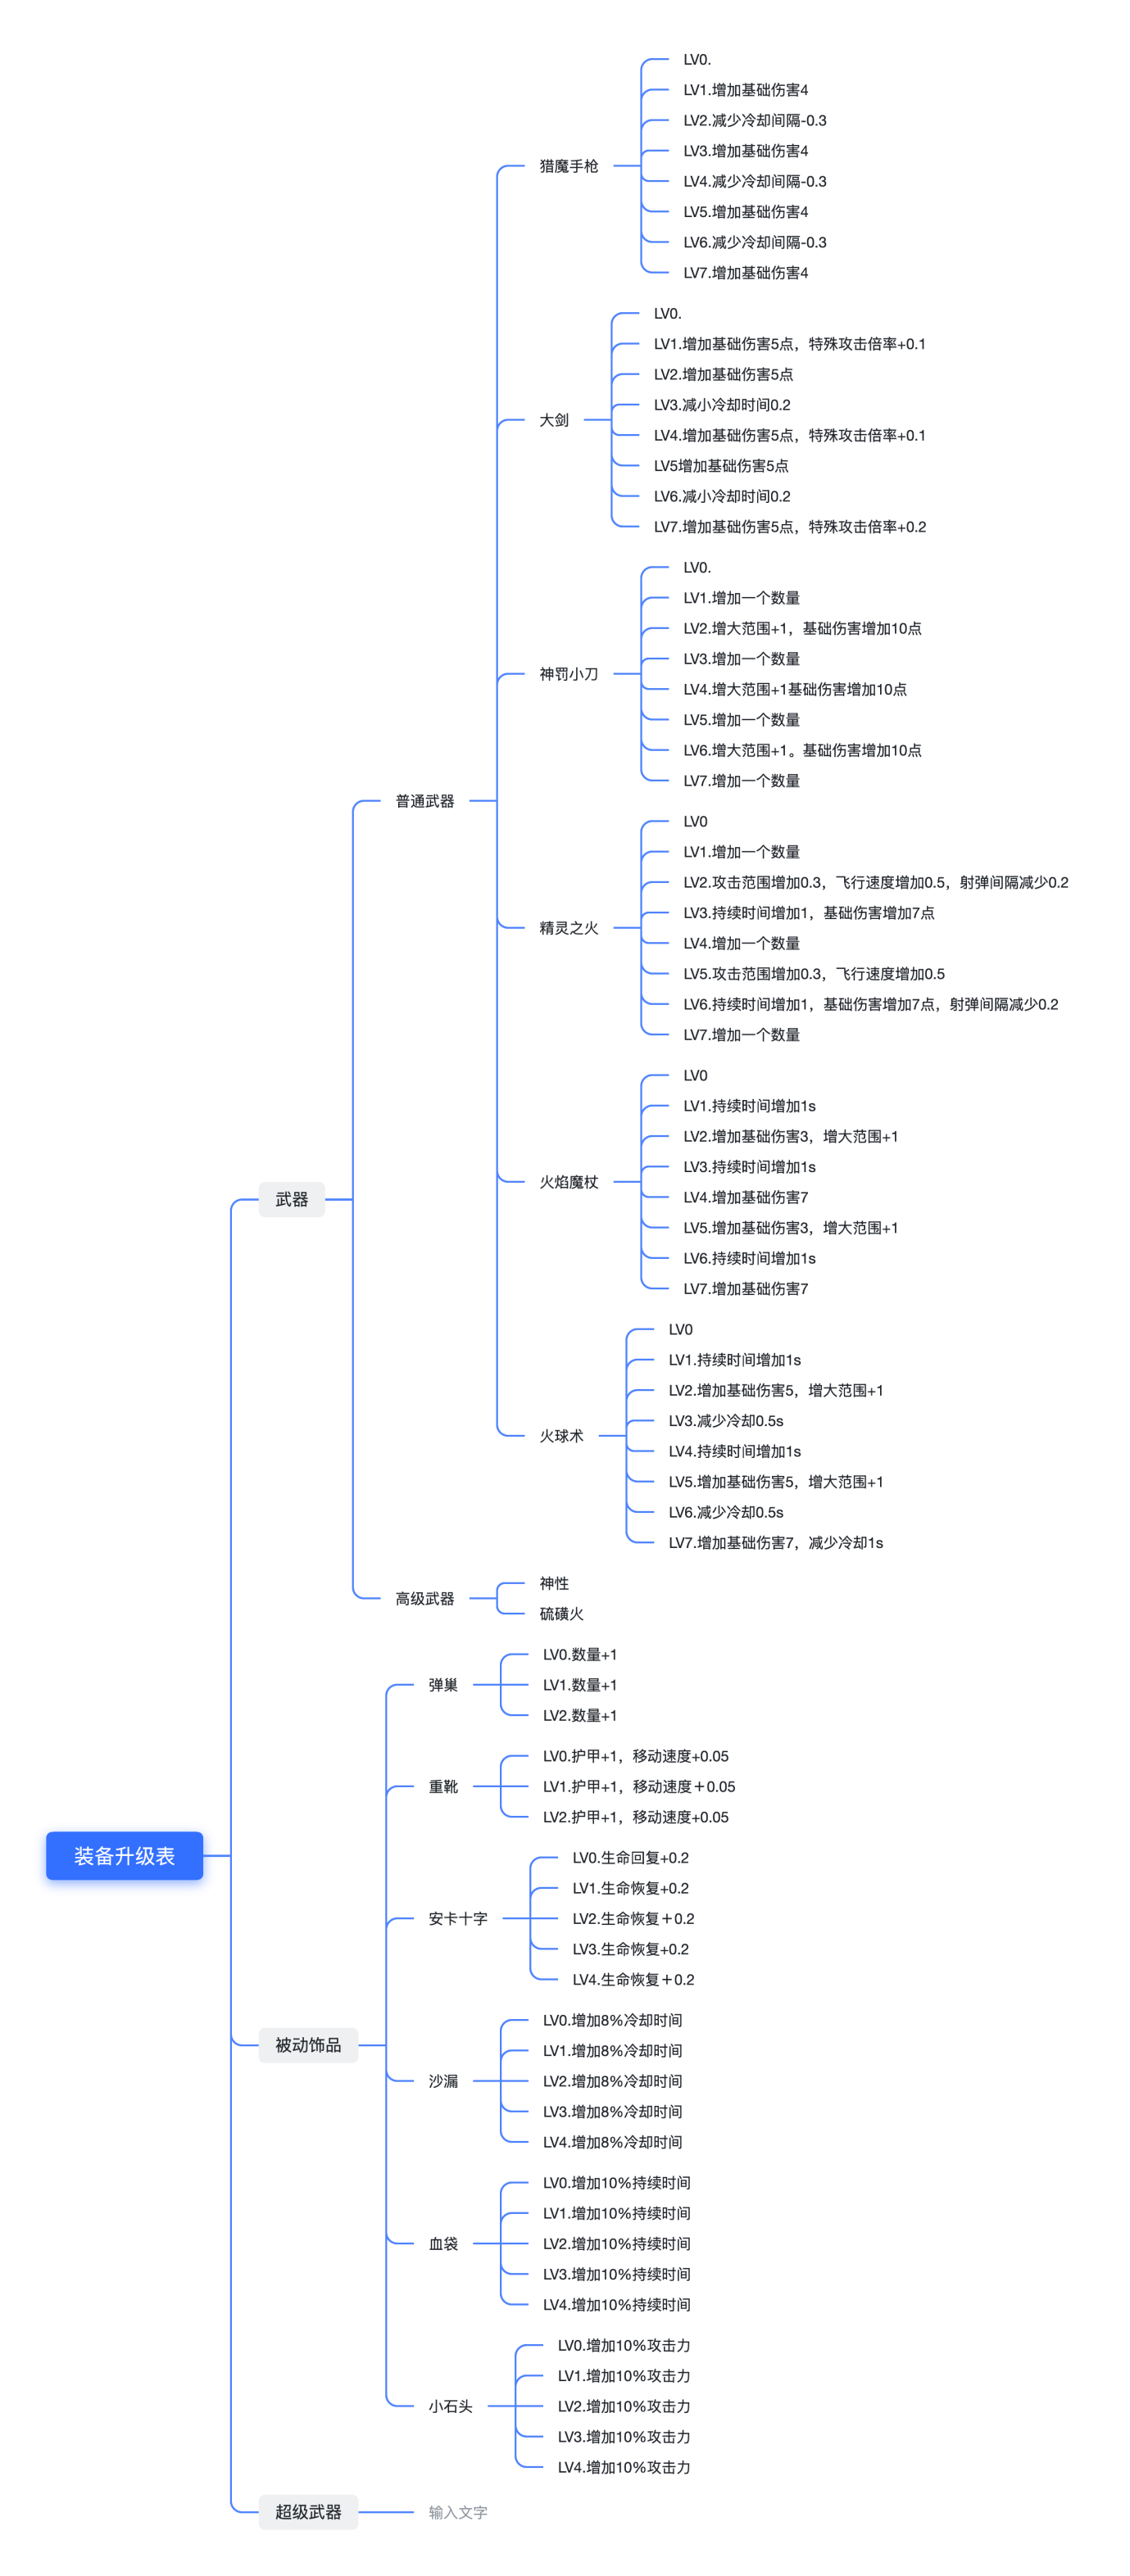 装备升级表
武器
普通武器
猎魔手枪
LV0.
LV1.增加基础伤害4
LV2.减少冷却间隔-0.3
LV3.增加基础伤害4
LV4.减少冷却间隔-0.3
LV5.增加基础伤害4
LV6.减少冷却间隔-0.3
LV7.增加基础伤害4
大剑
LV0.
LV1.增加基础伤害5点，特殊攻击倍率+0.1
LV2.增加基础伤害5点
LV3.减小冷却时间0.2
LV4.增加基础伤害5点，特殊攻击倍率+0.1
LV5增加基础伤害5点
LV6.减小冷却时间0.2
LV7.增加基础伤害5点，特殊攻击倍率+0.2
神罚小刀
LV0.
LV1.增加一个数量
LV2.增大范围+1，基础伤害增加10点
LV3.增加一个数量
LV4.增大范围+1基础伤害增加10点
LV5.增加一个数量
LV6.增大范围+1。基础伤害增加10点
LV7.增加一个数量
精灵之火
LV0
LV1.增加一个数量
LV2.攻击范围增加0.3，飞行速度增加0.5，射弹间隔减少0.2
LV3.持续时间增加1，基础伤害增加7点
LV4.增加一个数量
LV5.攻击范围增加0.3，飞行速度增加0.5
LV6.持续时间增加1，基础伤害增加7点，射弹间隔减少0.2
LV7.增加一个数量
火焰魔杖
LV0
LV1.持续时间增加1s
LV2.增加基础伤害3，增大范围+1
LV3.持续时间增加1s
LV4.增加基础伤害7
LV5.增加基础伤害3，增大范围+1
LV6.持续时间增加1s
LV7.增加基础伤害7
火球术
LV0
LV1.持续时间增加1s
LV2.增加基础伤害5，增大范围+1
LV3.减少冷却0.5s
LV4.持续时间增加1s
LV5.增加基础伤害5，增大范围+1
LV6.减少冷却0.5s
LV7.增加基础伤害7，减少冷却1s
高级武器
神性
硫磺火
被动饰品
弹巢
LV0.数量+1
LV1.数量+1
LV2.数量+1
重靴
LV0.护甲+1，移动速度+0.05
LV1.护甲+1，移动速度＋0.05
LV2.护甲+1，移动速度+0.05
安卡十字
LV0.生命回复+0.2
LV1.生命恢复+0.2
LV2.生命恢复＋0.2
LV3.生命恢复+0.2
LV4.生命恢复＋0.2
沙漏
LV0.增加8%冷却时间
LV1.增加8%冷却时间
LV2.增加8%冷却时间
LV3.增加8%冷却时间
LV4.增加8%冷却时间
血袋
LV0.增加10%持续时间
LV1.增加10%持续时间
LV2.增加10%持续时间
LV3.增加10%持续时间
LV4.增加10%持续时间
小石头
LV0.增加10%攻击力
LV1.增加10%攻击力
LV2.增加10%攻击力
LV3.增加10%攻击力
LV4.增加10%攻击力
超级武器
输入文字